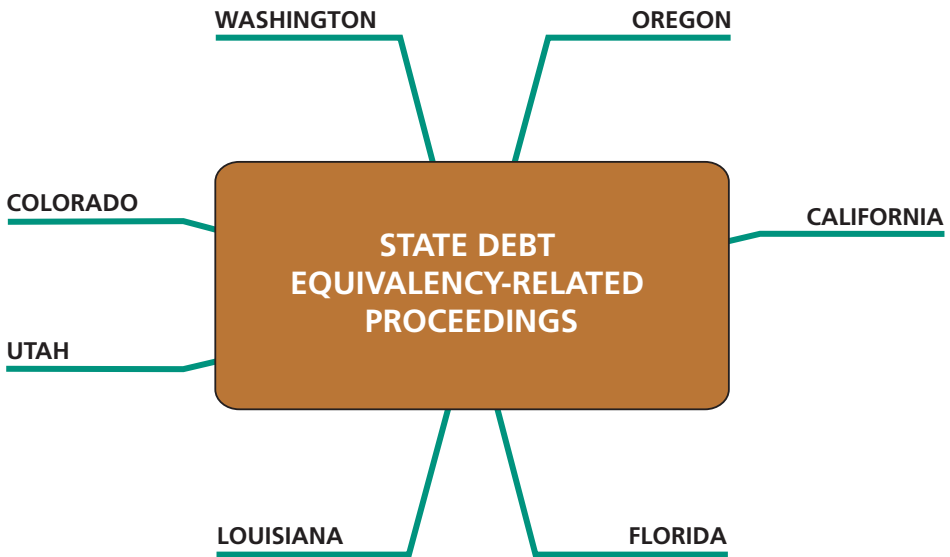 WASHINGTON
OREGON
COLORADO
CALIFORNIA
STATE DEBT
EQUIVALENCY-RELATED
PROCEEDINGS
UTAH
LOUISIANA
FLORIDA